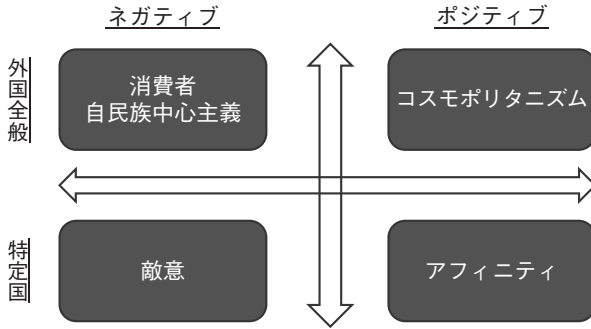 ネガティブ
ポジティブ
外国全般
消費者
自民族中心主義
コスモポリタニズム
特定国
敵意
アフィニティ